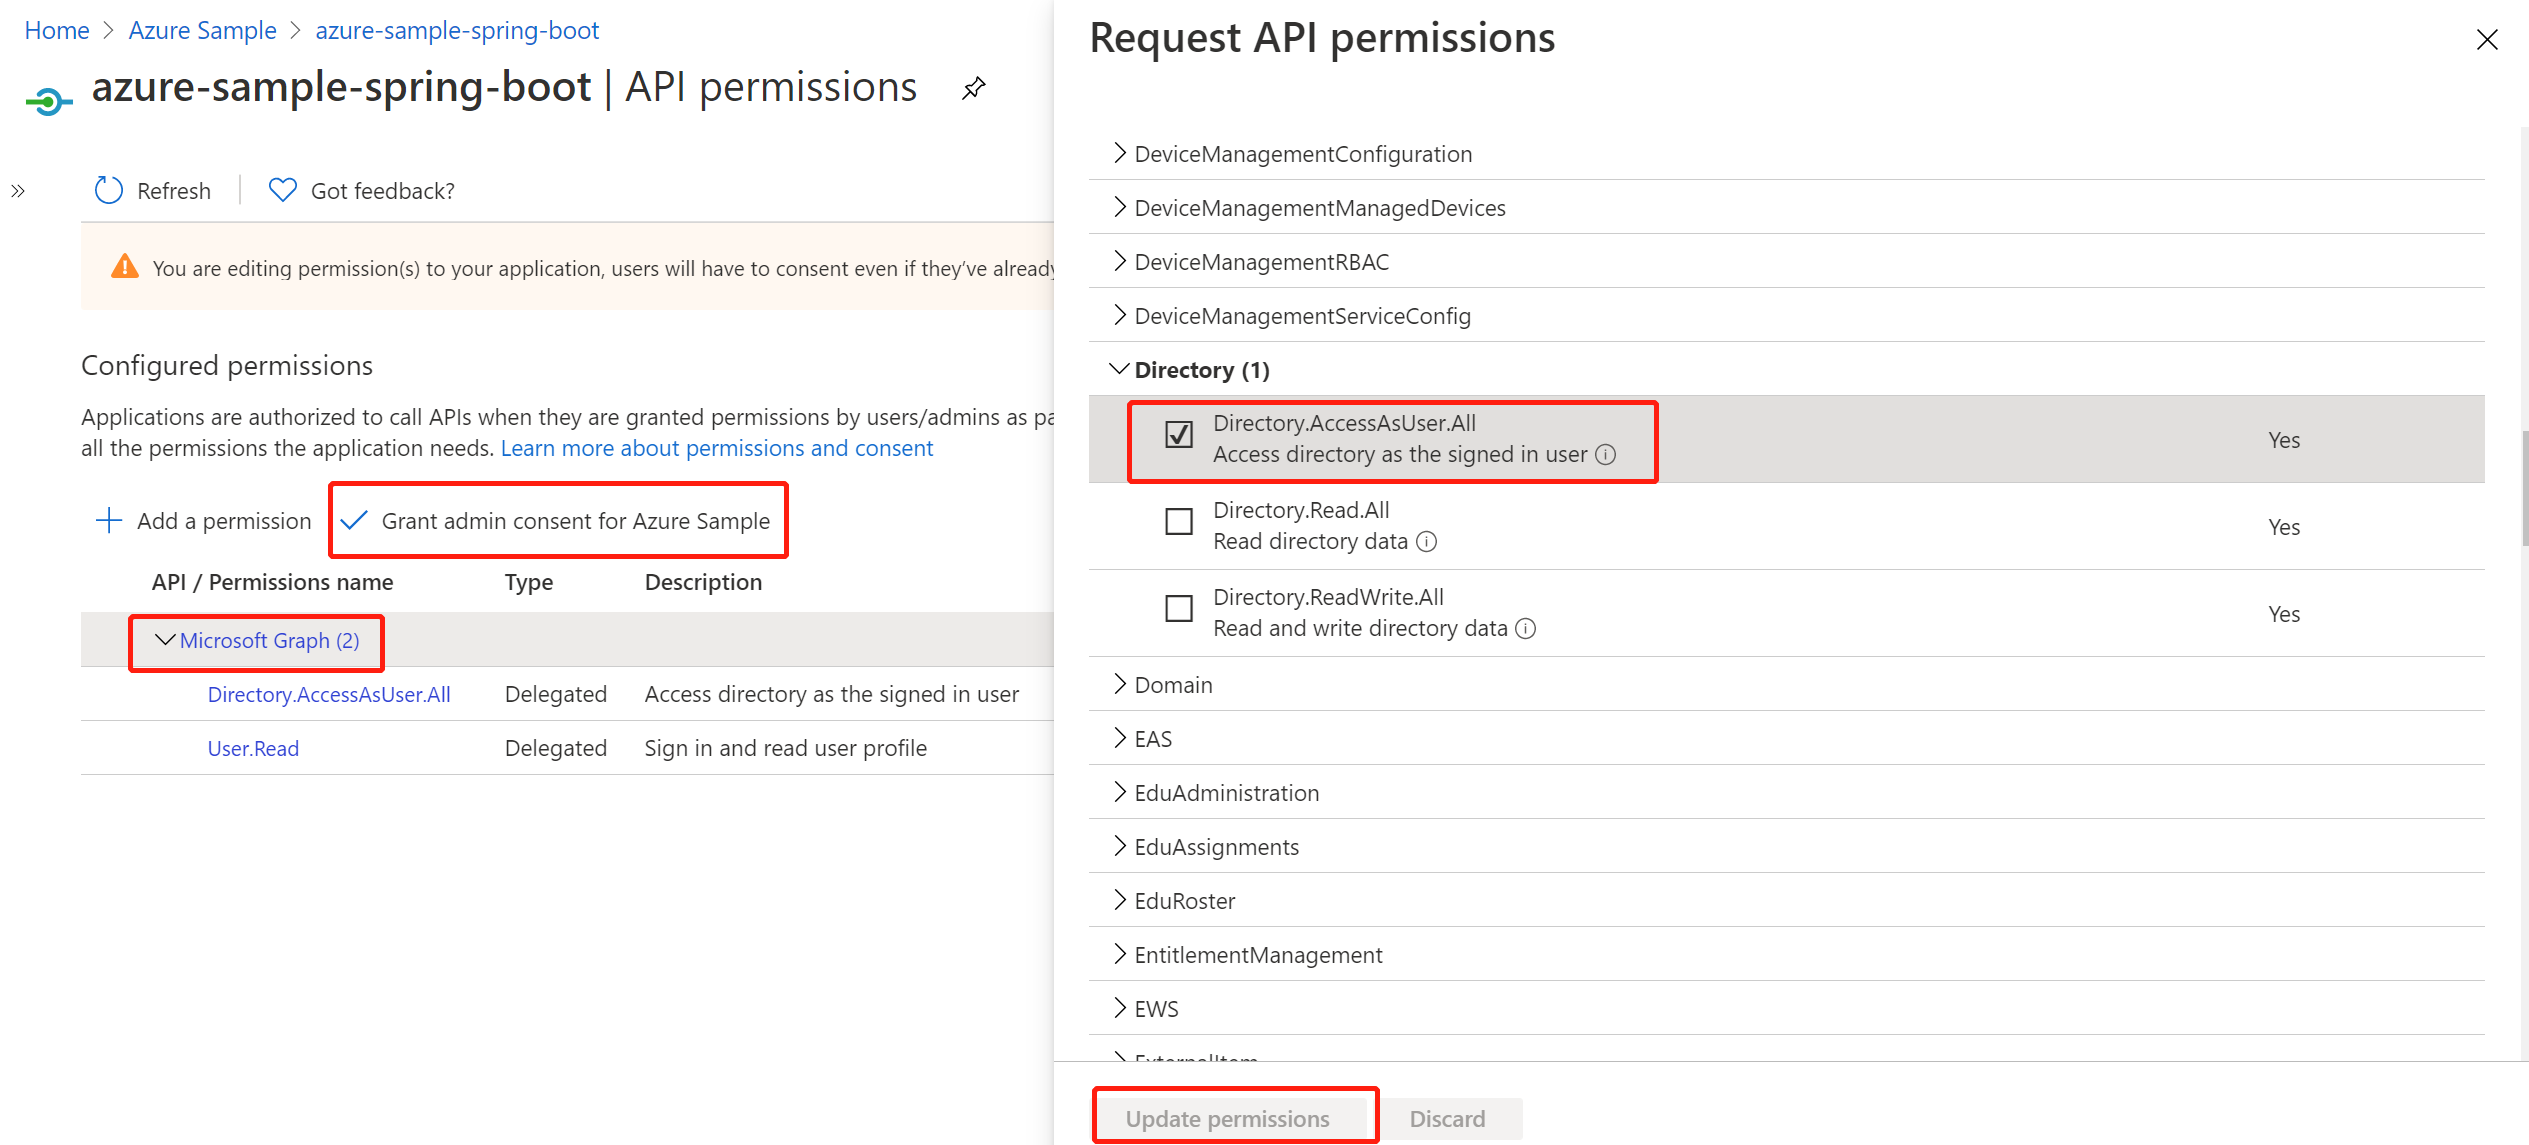 Home > Azure Sample > azure-sample-spring-boot
azure-sample-spring-boot | API permissions
Refresh
Got feedback?
You are editing permission(s) to your application, users will have to consent even if they've already
Configured permissions
Applications are authorized to call APIs when they are granted permissions by users/admins as pa
all the permissions the application needs. Learn more about permissions and consent
Add a permission
Grant admin consent for Azure Sample
API / Permissions name Type Description
Microsoft Graph (2)
Directory.AccessAsUser.All Delegated Access directory as the signed in user
User.Read Delegated Sign in and read user profile
Request API permissions
DeviceManagementConfiguration
DeviceManagementManagedDevices
DeviceManagementRBAC
DeviceManagementServiceConfig
Directory (1)
Directory.AccessAsUser.All
Access directory as the signed in user
Yes
Directory.Read.All
Read directory data
Yes
Directory.ReadWrite.All
Read and write directory data
Yes
Domain
EAS
EduAdministration
EduAssignments
EduRoster
EntitlementManagement
EWS
ExternalItem
Update permissions
Discard